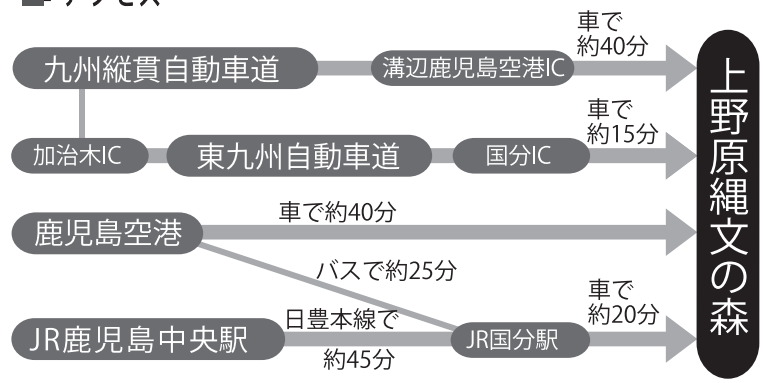 アクセス
九州縦貫自動車道
溝辺鹿児島空港IC
車で
約40分
加治木IC
東九州自動車道
国分IC
車で
約15分
鹿児島空港
車で約40分
バスで約25分
JR鹿児島中央駅
日豊本線で
約45分
JR国分駅
車で
約20分
上野原縄文の森